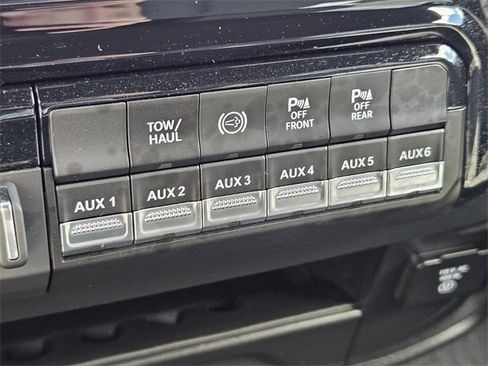 TOW/
HAUL
P
OFF
FRONT
P
OFF
REAR
AUX 1
AUX 2
AUX 3
AUX 4
AUX 5
AUX 6